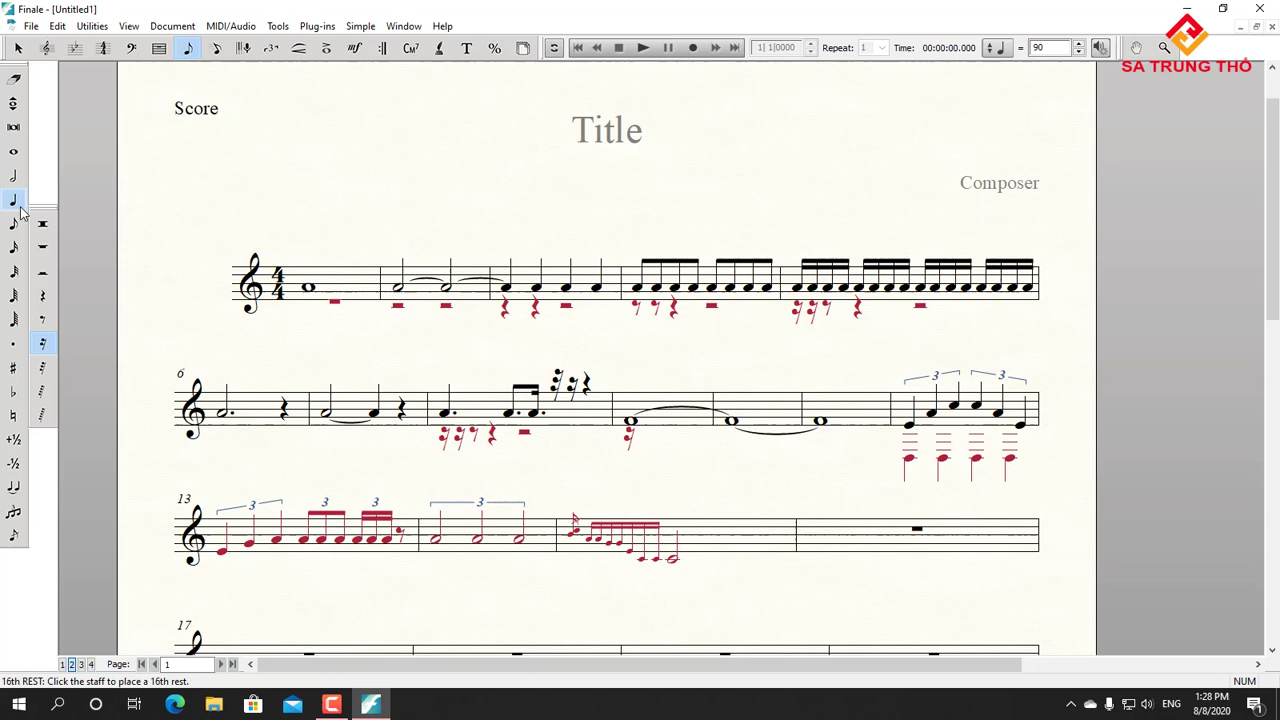 Finale - [Untitled1]
File Edit Utilities View Document MIDI/Audio Tools Plug-ins Simple Window Help
1| 1|0000 Repeat: 1 Time: 00:00:00.000 = 90
SA TRUNG THỔ
Score
Title
Composer
6
3 3
13
3 3 3 3
17
1 2 3 4 Page: 1
16th REST: Click the staff to place a 16th rest. NUM
ENG 1:28 PM
8/8/2020 1